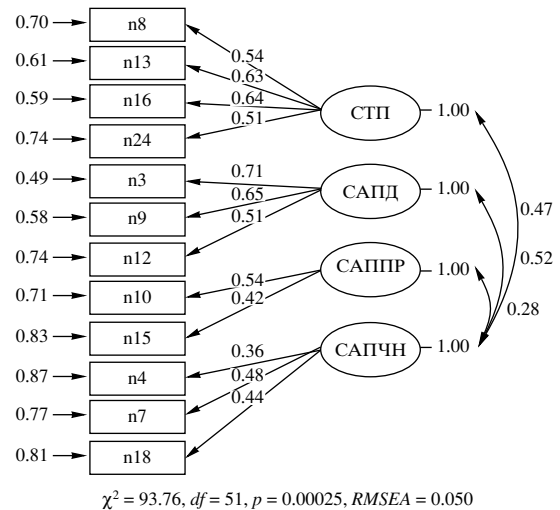 0.70 n8
0.54
0.61 n13
0.63
0.59 n16
0.64
СТП 1.00
0.51
0.74 n24
0.49 n3
0.71
САПД 1.00
0.65
0.58 n9
0.51
0.47
0.74 n12
0.52
САППР 1.00
0.54
0.71 n10
0.42
0.28
0.83 n15
САПЧН 1.00
0.36
0.87 n4
0.48
0.44
0.77 n7
0.81 n18
χ² = 93.76, df = 51, p = 0.00025, RMSEA = 0.050